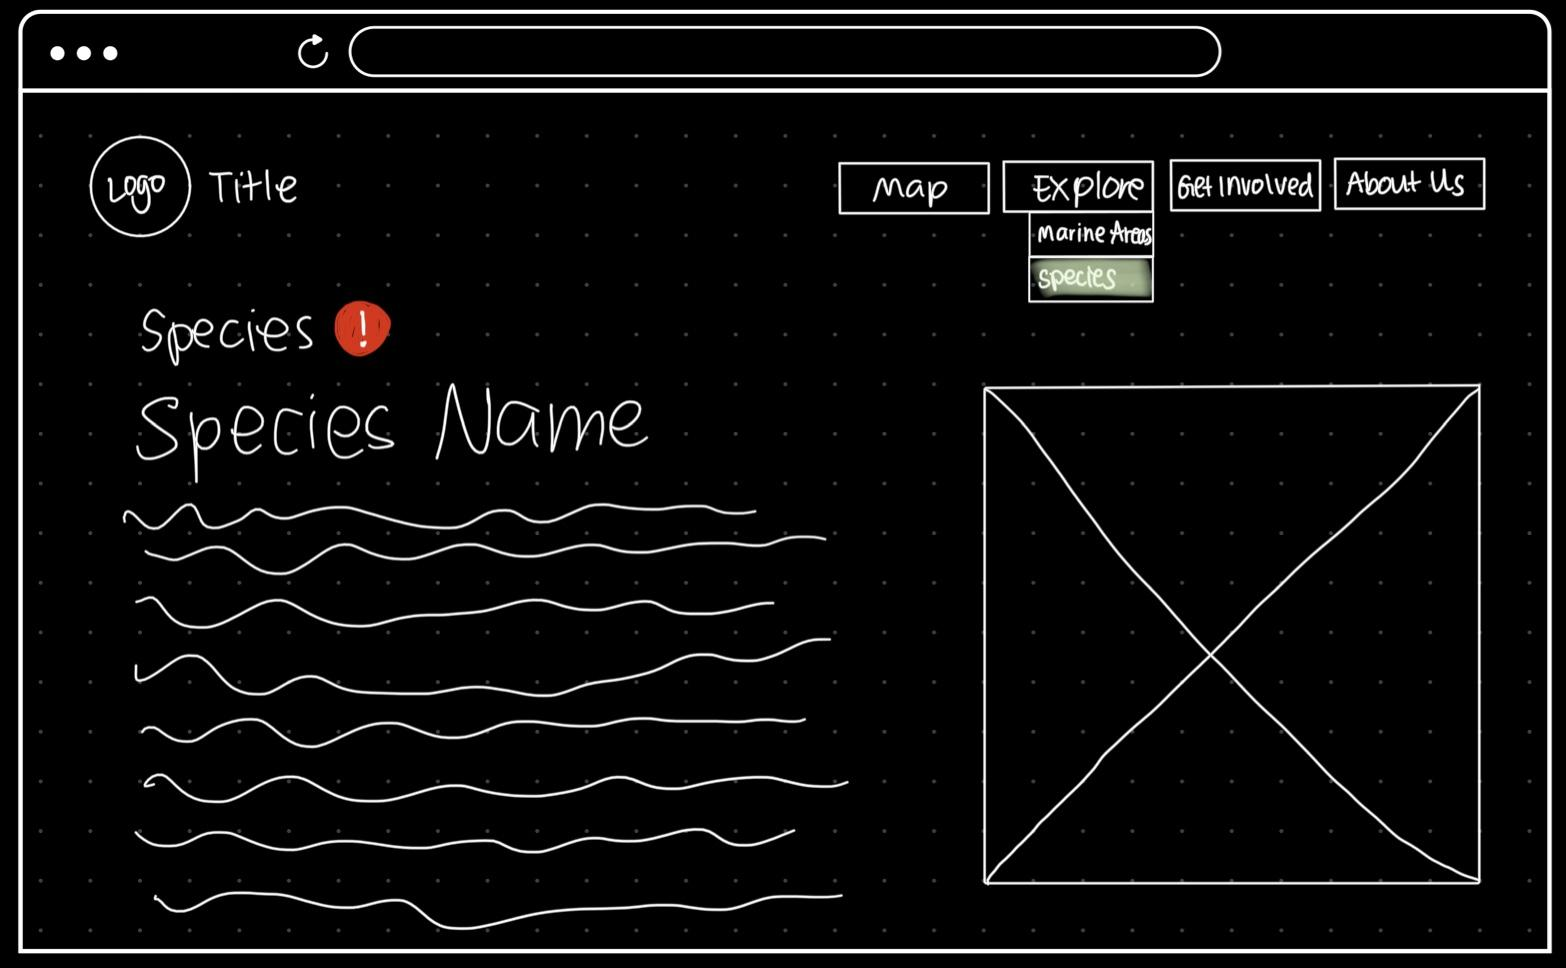 Logo Title Map Explore Get Involved About Us
Marine Areas
Species
Species !
Species Name